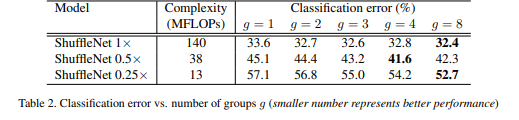 Model Complexity Classification error (%)
(MFLOPs) g = 1 g = 2 g = 3 g = 4 g = 8
ShuffleNet 1× 140 33.6 32.7 32.6 32.8 32.4
ShuffleNet 0.5× 38 45.1 44.4 43.2 41.6 42.3
ShuffleNet 0.25× 13 57.1 56.8 55.0 54.2 52.7
Table 2. Classification error vs. number of groups g (smaller number represents better performance)